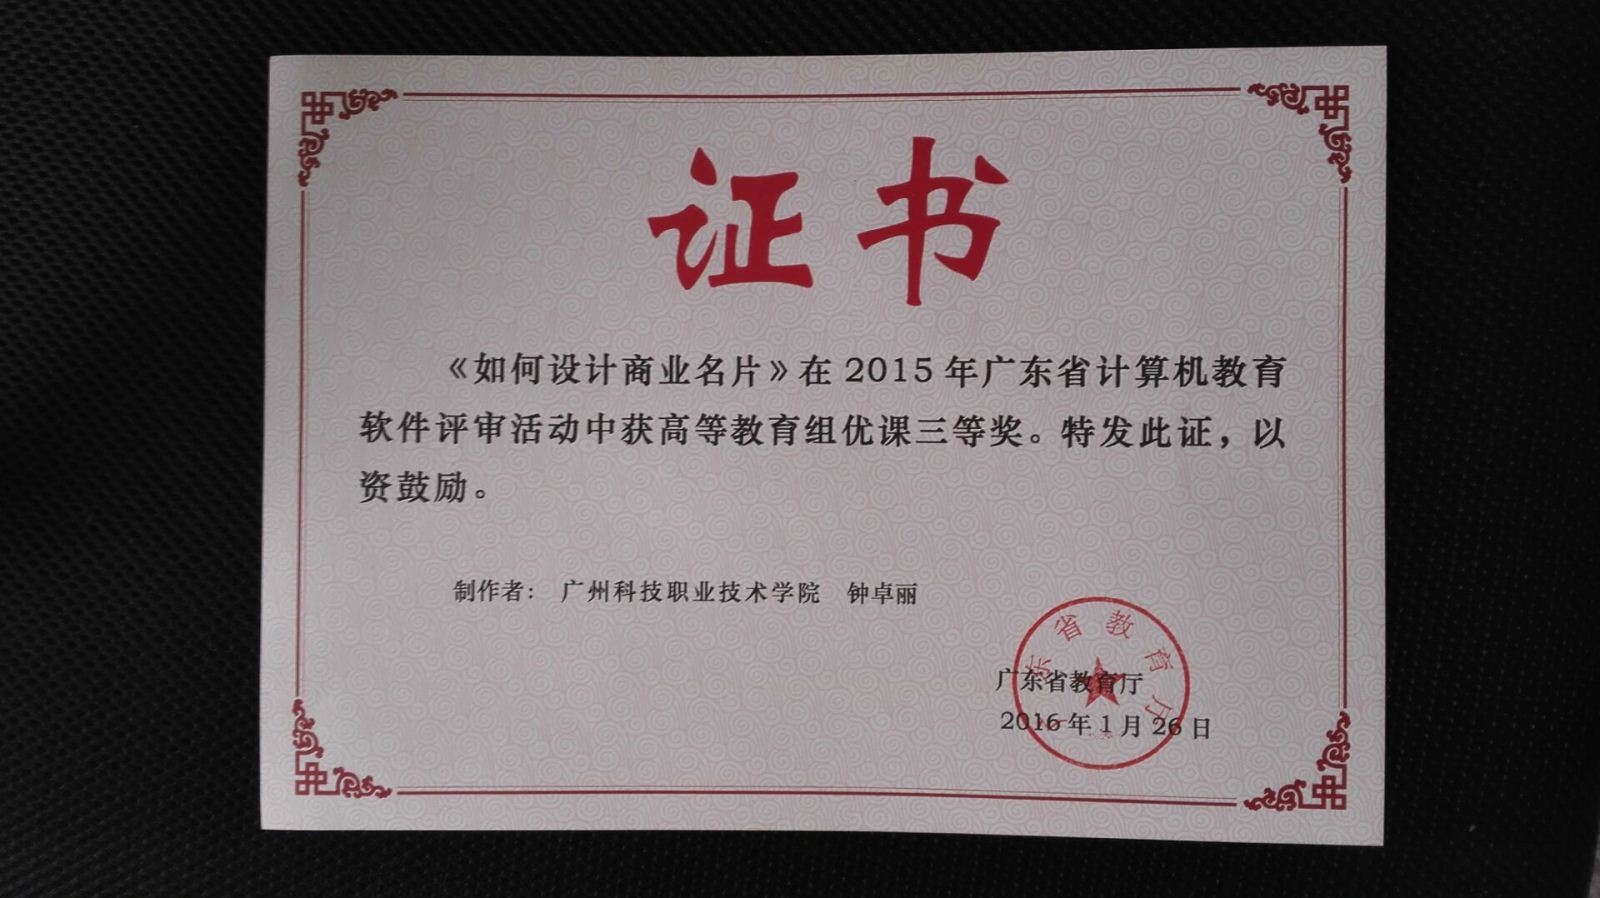 证书
《如何设计商业名片》在2015年广东省计算机教育
软件评审活动中获高等教育组优课三等奖。特发此证，以
资鼓励。
制作者： 广州科技职业技术学院 钟卓丽
广东省教育厅
2016年1月26日
东省教育厅